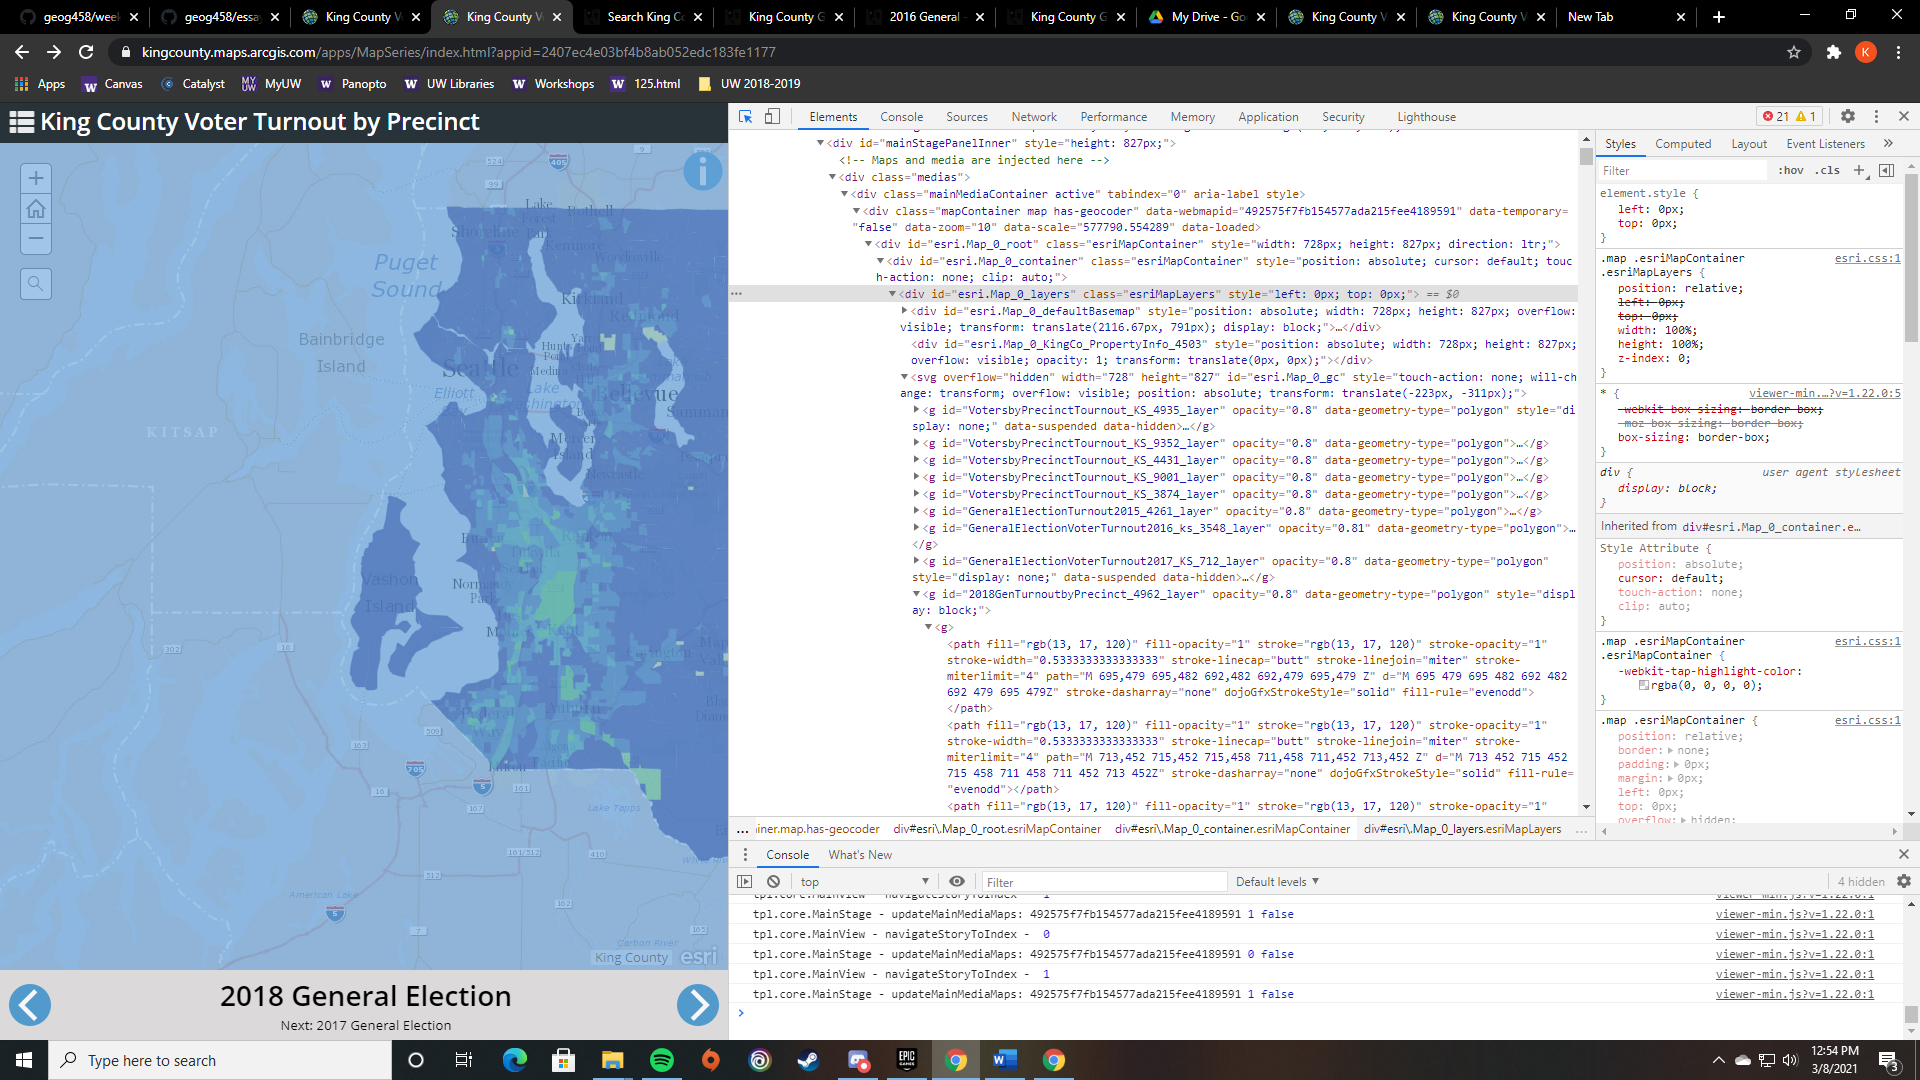 geog458/week
geog458/essay
King County V
King County V
Search King C
King County G
2016 General
King County G
My Drive - Go
King County V
King County V
New Tab
kingcounty.maps.arcgis.com/apps/MapSeries/index.html?appid=2407ec4e03bf4b8ab052edc183fe1177
K
Apps
Canvas
Catalyst
MyUW
Panopto
UW Libraries
Workshops
125.html
UW 2018-2019
King County Voter Turnout by Precinct
Puget
Sound
Bainbridge
Island
KITSAP
Shoreline
Lake
Bothell
Kenmore
Woodinville
Kirkland
Seattle
Elliott
Lake
Washington
Bellevue
Medina
Mercer
Island
Newcastle
Vashon
Island
Normandy
Park
Kent
Federal
Way
Auburn
Lake Tapps
American Lake
Carbon River
King County
esri
2018 General Election
Next: 2017 General Election
Elements
Console
Sources
Network
Performance
Memory
Application
Security
Lighthouse
21
1
<div id="mainStagePanelInner" style="height: 827px;">
<!-- Maps and media are injected here -->
<div class="medias">
<div class="mainMediaContainer active" tabindex="0" aria-label style>
<div class="mapContainer map has-geocoder" data-webmapid="492575f7fb154577ada215fee4189591" data-temporary=
"false" data-zoom="10" data-scale="577790.554289" data-loaded>
<div id="esri.Map_0_root" class="esriMapContainer" style="width: 728px; height: 827px; direction: ltr;">
<div id="esri.Map_0_container" class="esriMapContainer" style="position: absolute; cursor: default; touc
h-action: none; clip: auto;">
<div id="esri.Map_0_layers" class="esriMapLayers" style="left: 0px; top: 0px;"> == $0
<div id="esri.Map_0_defaultBasemap" style="position: absolute; width: 728px; height: 827px; overflow:
visible; transform: translate(2116.67px, 791px); display: block;">…</div>
<div id="esri.Map_0_KingCo_PropertyInfo_4503" style="position: absolute; width: 728px; height: 827px;
overflow: visible; opacity: 1; transform: translate(0px, 0px);"></div>
<svg overflow="hidden" width="728" height="827" id="esri.Map_0_gc" style="touch-action: none; will-ch
ange: transform; overflow: visible; position: absolute; transform: translate(-223px, -311px);">
<g id="VotersbyPrecinctTournout_KS_4935_layer" opacity="0.8" data-geometry-type="polygon" style="di
splay: none;" data-suspended data-hidden>…</g>
<g id="VotersbyPrecinctTournout_KS_9352_layer" opacity="0.8" data-geometry-type="polygon">…</g>
<g id="VotersbyPrecinctTournout_KS_4431_layer" opacity="0.8" data-geometry-type="polygon">…</g>
<g id="VotersbyPrecinctTournout_KS_9001_layer" opacity="0.8" data-geometry-type="polygon">…</g>
<g id="VotersbyPrecinctTournout_KS_3874_layer" opacity="0.8" data-geometry-type="polygon">…</g>
<g id="GeneralElectionTurnout2015_4261_layer" opacity="0.8" data-geometry-type="polygon">…</g>
<g id="GeneralElectionVoterTurnout2016_ks_3548_layer" opacity="0.81" data-geometry-type="polygon">…
</g>
<g id="GeneralElectionVoterTurnout2017_KS_712_layer" opacity="0.8" data-geometry-type="polygon"
style="display: none;" data-suspended data-hidden>…</g>
<g id="2018GenTurnoutbyPrecinct_4962_layer" opacity="0.8" data-geometry-type="polygon" style="displ
ay: block;">
<g>
<path fill="rgb(13, 17, 120)" fill-opacity="1" stroke="rgb(13, 17, 120)" stroke-opacity="1"
stroke-width="0.5333333333333333" stroke-linecap="butt" stroke-linejoin="miter" stroke-
miterlimit="4" path="M 695,479 695,482 692,482 692,479 695,479 Z" d="M 695 479 695 482 692 482
692 479 695 479Z" stroke-dasharray="none" dojoGfxStrokeStyle="solid" fill-rule="evenodd">
</path>
<path fill="rgb(13, 17, 120)" fill-opacity="1" stroke="rgb(13, 17, 120)" stroke-opacity="1"
stroke-width="0.5333333333333333" stroke-linecap="butt" stroke-linejoin="miter" stroke-
miterlimit="4" path="M 713,452 715,452 715,458 711,458 711,452 713,452 Z" d="M 713 452 715 452
715 458 711 458 711 452 713 452Z" stroke-dasharray="none" dojoGfxStrokeStyle="solid" fill-rule=
"evenodd"></path>
<path fill="rgb(13, 17, 120)" fill-opacity="1" stroke="rgb(13, 17, 120)" stroke-opacity="1"
... iner.map.has-geocoder div#esri\.Map_0_root.esriMapContainer div#esri\.Map_0_container.esriMapContainer div#esri\.Map_0_layers.esriMapLayers ...
Styles
Computed
Layout
Event Listeners
Filter
:hov
.cls
element.style {
left: 0px;
top: 0px;
}
.map .esriMapContainer esri.css:1
.esriMapLayers {
position: relative;
left: 0px;
top: 0px;
width: 100%;
height: 100%;
z-index: 0;
}
* { viewer-min.…?v=1.22.0:5
-webkit-box-sizing: border-box;
-moz-box-sizing: border-box;
box-sizing: border-box;
}
div { user agent stylesheet
display: block;
}
Inherited from div#esri.Map_0_container.e…
Style Attribute {
position: absolute;
cursor: default;
touch-action: none;
clip: auto;
}
.map .esriMapContainer esri.css:1
.esriMapContainer {
-webkit-tap-highlight-color:
rgba(0, 0, 0, 0);
}
.map .esriMapContainer { esri.css:1
position: relative;
border: none;
padding: 0px;
margin: 0px;
left: 0px;
top: 0px;
overflow: hidden;
Console
What's New
top
Filter
Default levels
4 hidden
tpl.core.MainView - navigateStoryToIndex - 1 viewer-min.js?v=1.22.0:1
tpl.core.MainStage - updateMainMediaMaps: 492575f7fb154577ada215fee4189591 1 false viewer-min.js?v=1.22.0:1
tpl.core.MainView - navigateStoryToIndex - 0 viewer-min.js?v=1.22.0:1
tpl.core.MainStage - updateMainMediaMaps: 492575f7fb154577ada215fee4189591 0 false viewer-min.js?v=1.22.0:1
tpl.core.MainView - navigateStoryToIndex - 1 viewer-min.js?v=1.22.0:1
tpl.core.MainStage - updateMainMediaMaps: 492575f7fb154577ada215fee4189591 1 false viewer-min.js?v=1.22.0:1
Type here to search
EPIC
GAMES
12:54 PM
3/8/2021
3